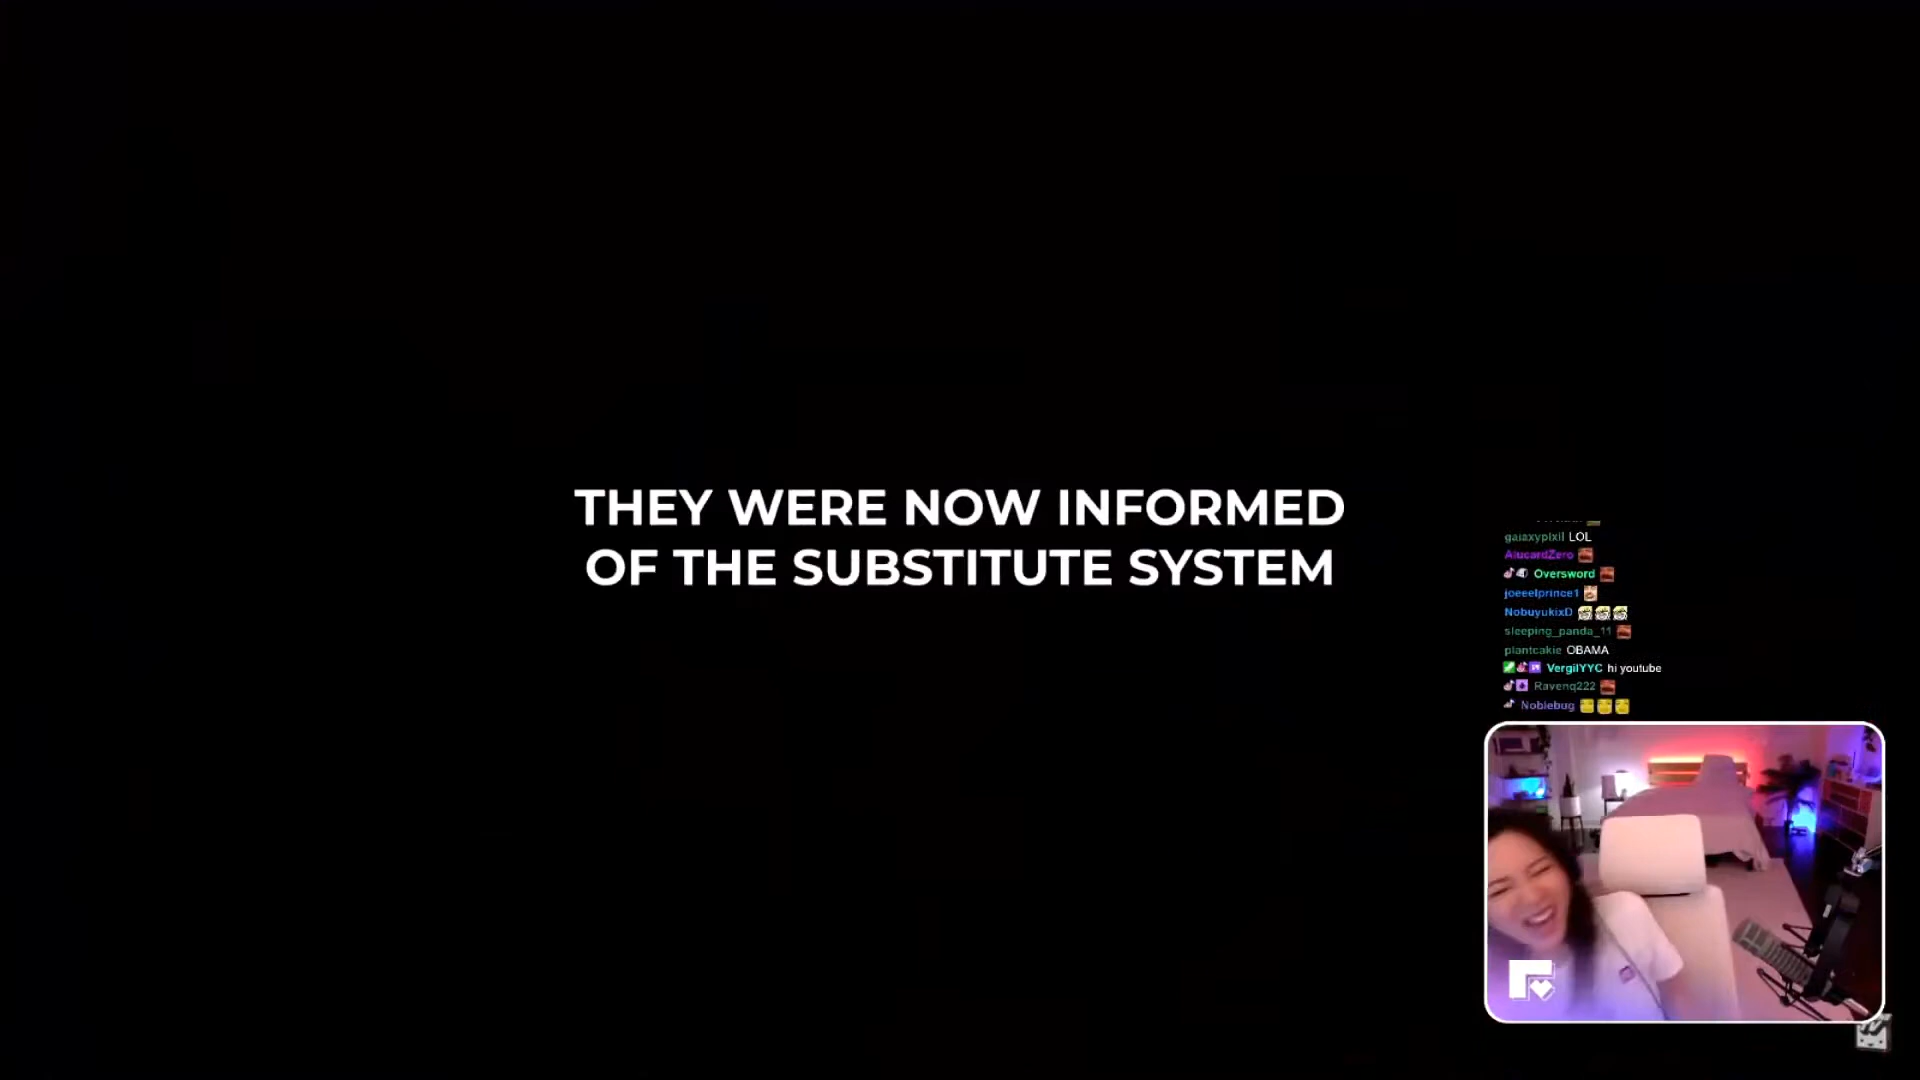 THEY WERE NOW INFORMED
OF THE SUBSTITUTE SYSTEM
gaiaxypixil LOL
AlucardZero
Oversword
joeeelprince1
NobuyukixD
sleeping_panda_11
plantcakie OBAMA
VergilYYC hi youtube
Ravenq222
Noblebug